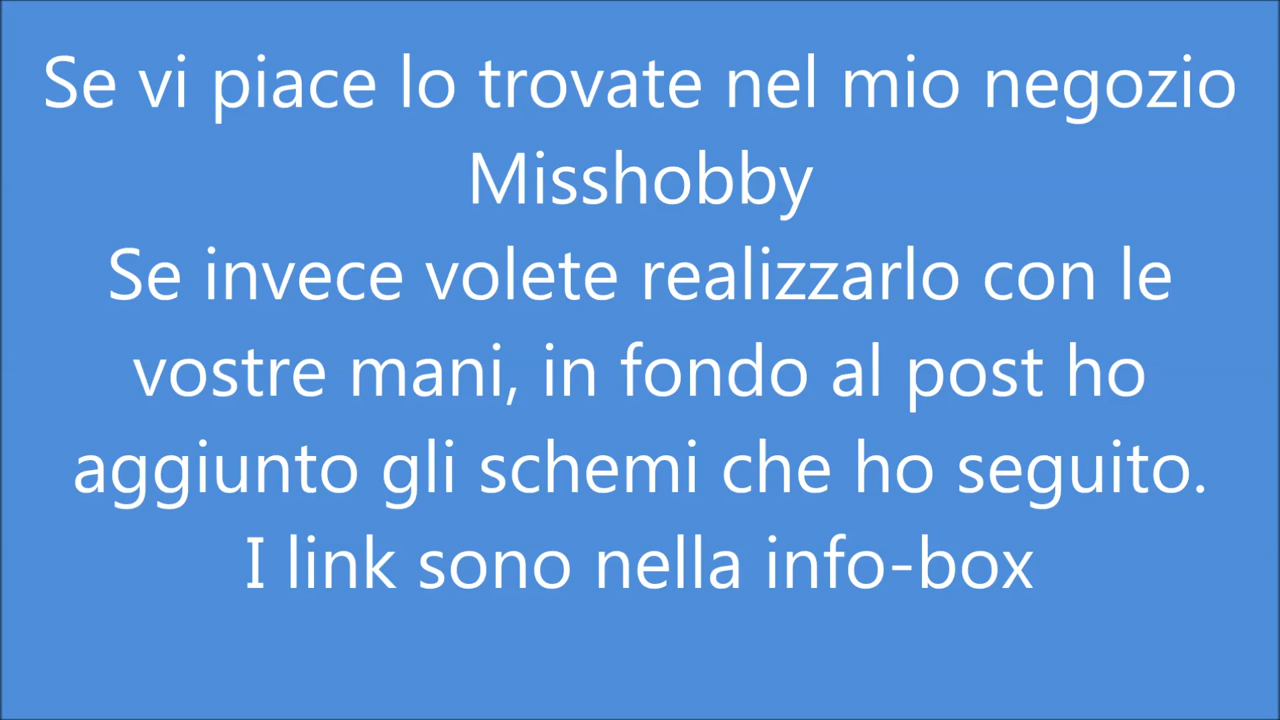 Se vi piace lo trovate nel mio negozio
Misshobby
Se invece volete realizzarlo con le
vostre mani, in fondo al post ho
aggiunto gli schemi che ho seguito.
I link sono nella info-box